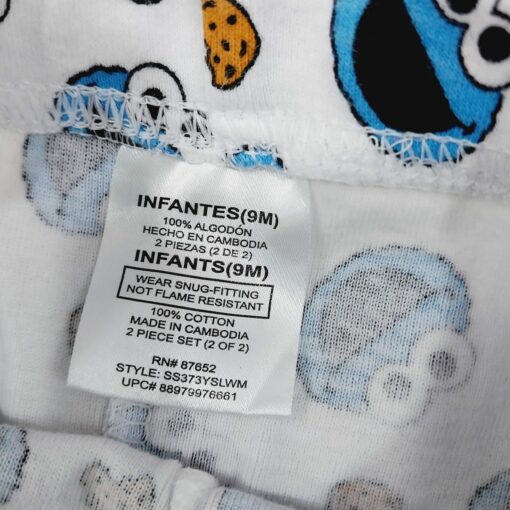 INFANTES(9M)
100% ALGODÓN
HECHO EN CAMBODIA
2 PIEZAS (2 DE 2)
INFANTS(9M)
WEAR SNUG-FITTING
NOT FLAME RESISTANT
100% COTTON
MADE IN CAMBODIA
2 PIECE SET (2 OF 2)
RN# 87652
STYLE: SS373YSLWM
UPC# 88979976661